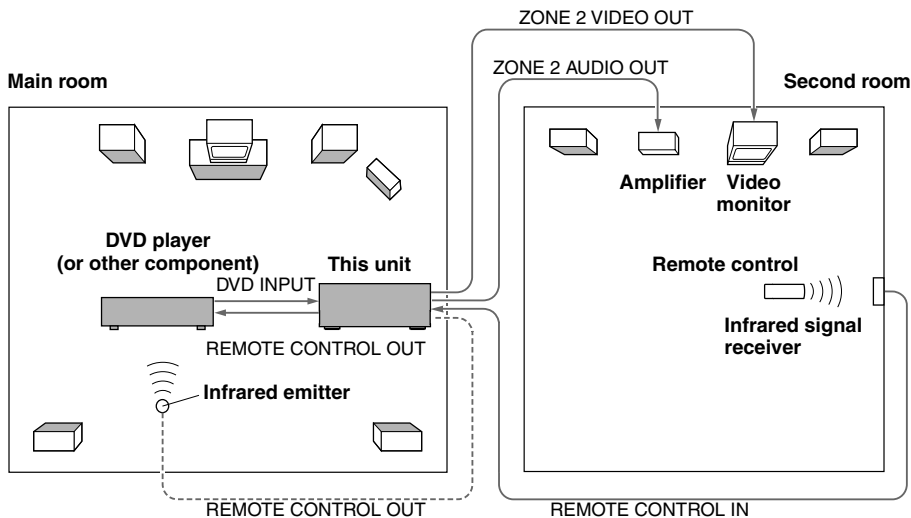 ZONE 2 VIDEO OUT
ZONE 2 AUDIO OUT
Main room
Second room
Amplifier
Video
monitor
DVD player
(or other component)
This unit
DVD INPUT
REMOTE CONTROL OUT
Remote control
Infrared signal
receiver
Infrared emitter
REMOTE CONTROL OUT
REMOTE CONTROL IN